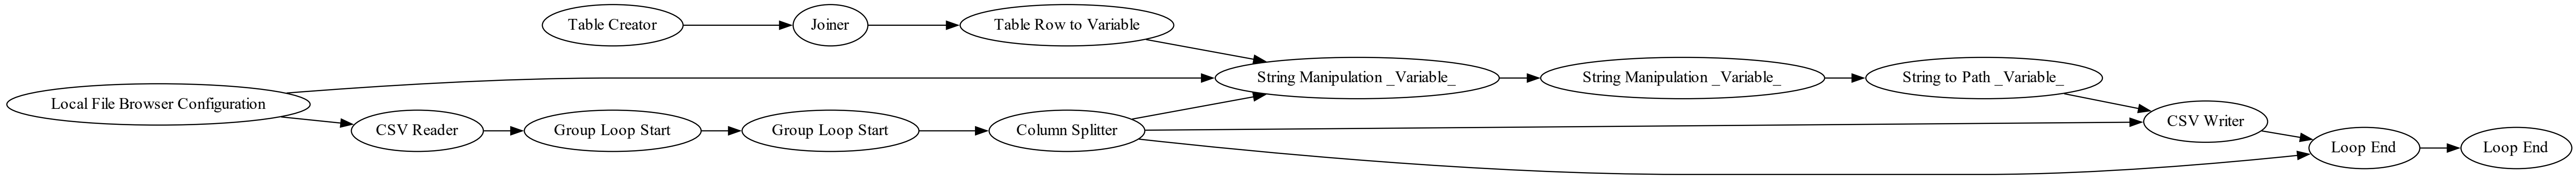 Table Creator
Joiner
Table Row to Variable
Local File Browser Configuration
String Manipulation _Variable_
String Manipulation _Variable_
String to Path _Variable_
CSV Reader
Group Loop Start
Group Loop Start
Column Splitter
CSV Writer
Loop End
Loop End